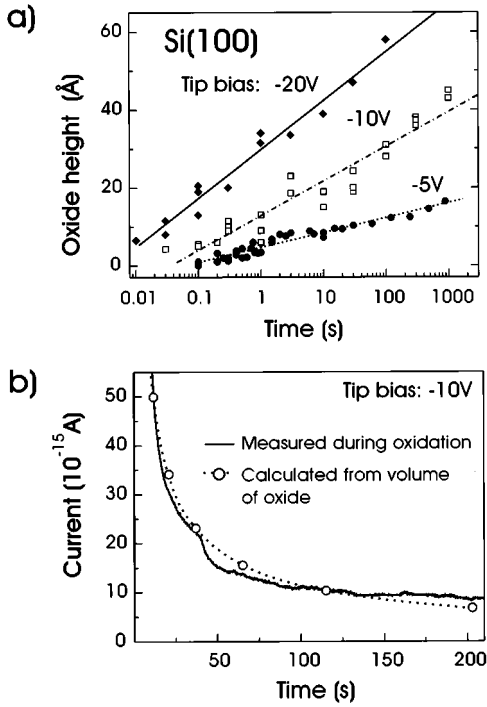 a)
Si(100)
Tip bias: -20V
-10V
-5V
Oxide height (Å)
60
40
20
0
0.01 0.1 1 10 100 1000
Time (s)
b)
Tip bias: -10V
Measured during oxidation
Calculated from volume
of oxide
Current (10⁻¹⁵A)
50
40
30
20
10
0
50 100 150 200
Time (s)